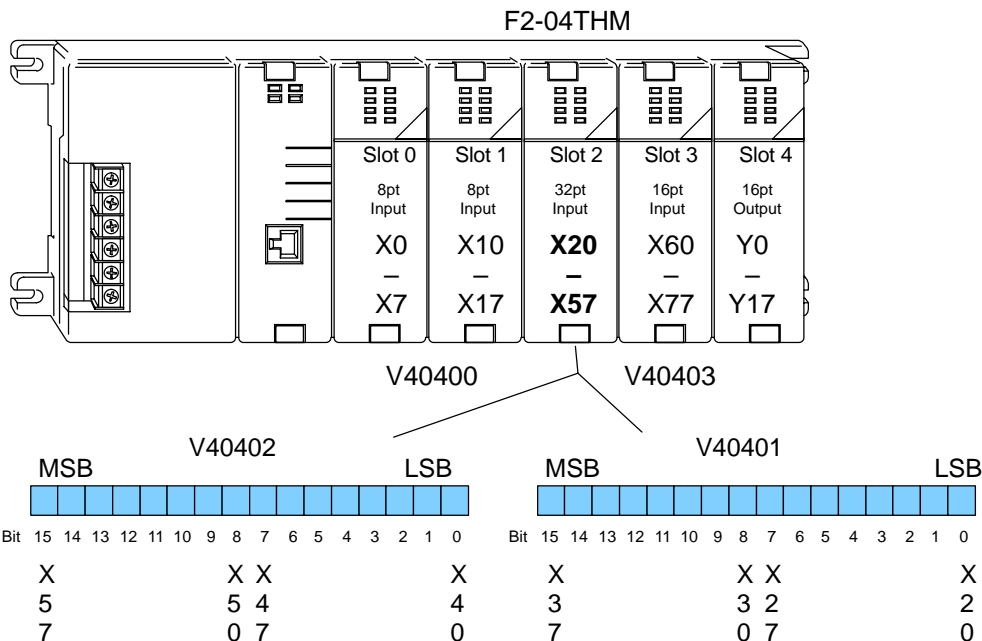 F2-04THM
Slot 0 Slot 1 Slot 2 Slot 3 Slot 4
8pt 8pt 32pt 16pt 16pt
Input Input Input Input Output
X0 X10 X20 X60 Y0
– – – – –
X7 X17 X57 X77 Y17
V40400 V40403
V40402 V40401
MSB LSB MSB LSB
Bit 15 14 13 12 11 10 9 8 7 6 5 4 3 2 1 0 Bit 15 14 13 12 11 10 9 8 7 6 5 4 3 2 1 0
X X X X X X X X
5 5 4 4 3 3 2 2
7 0 7 0 7 0 7 0